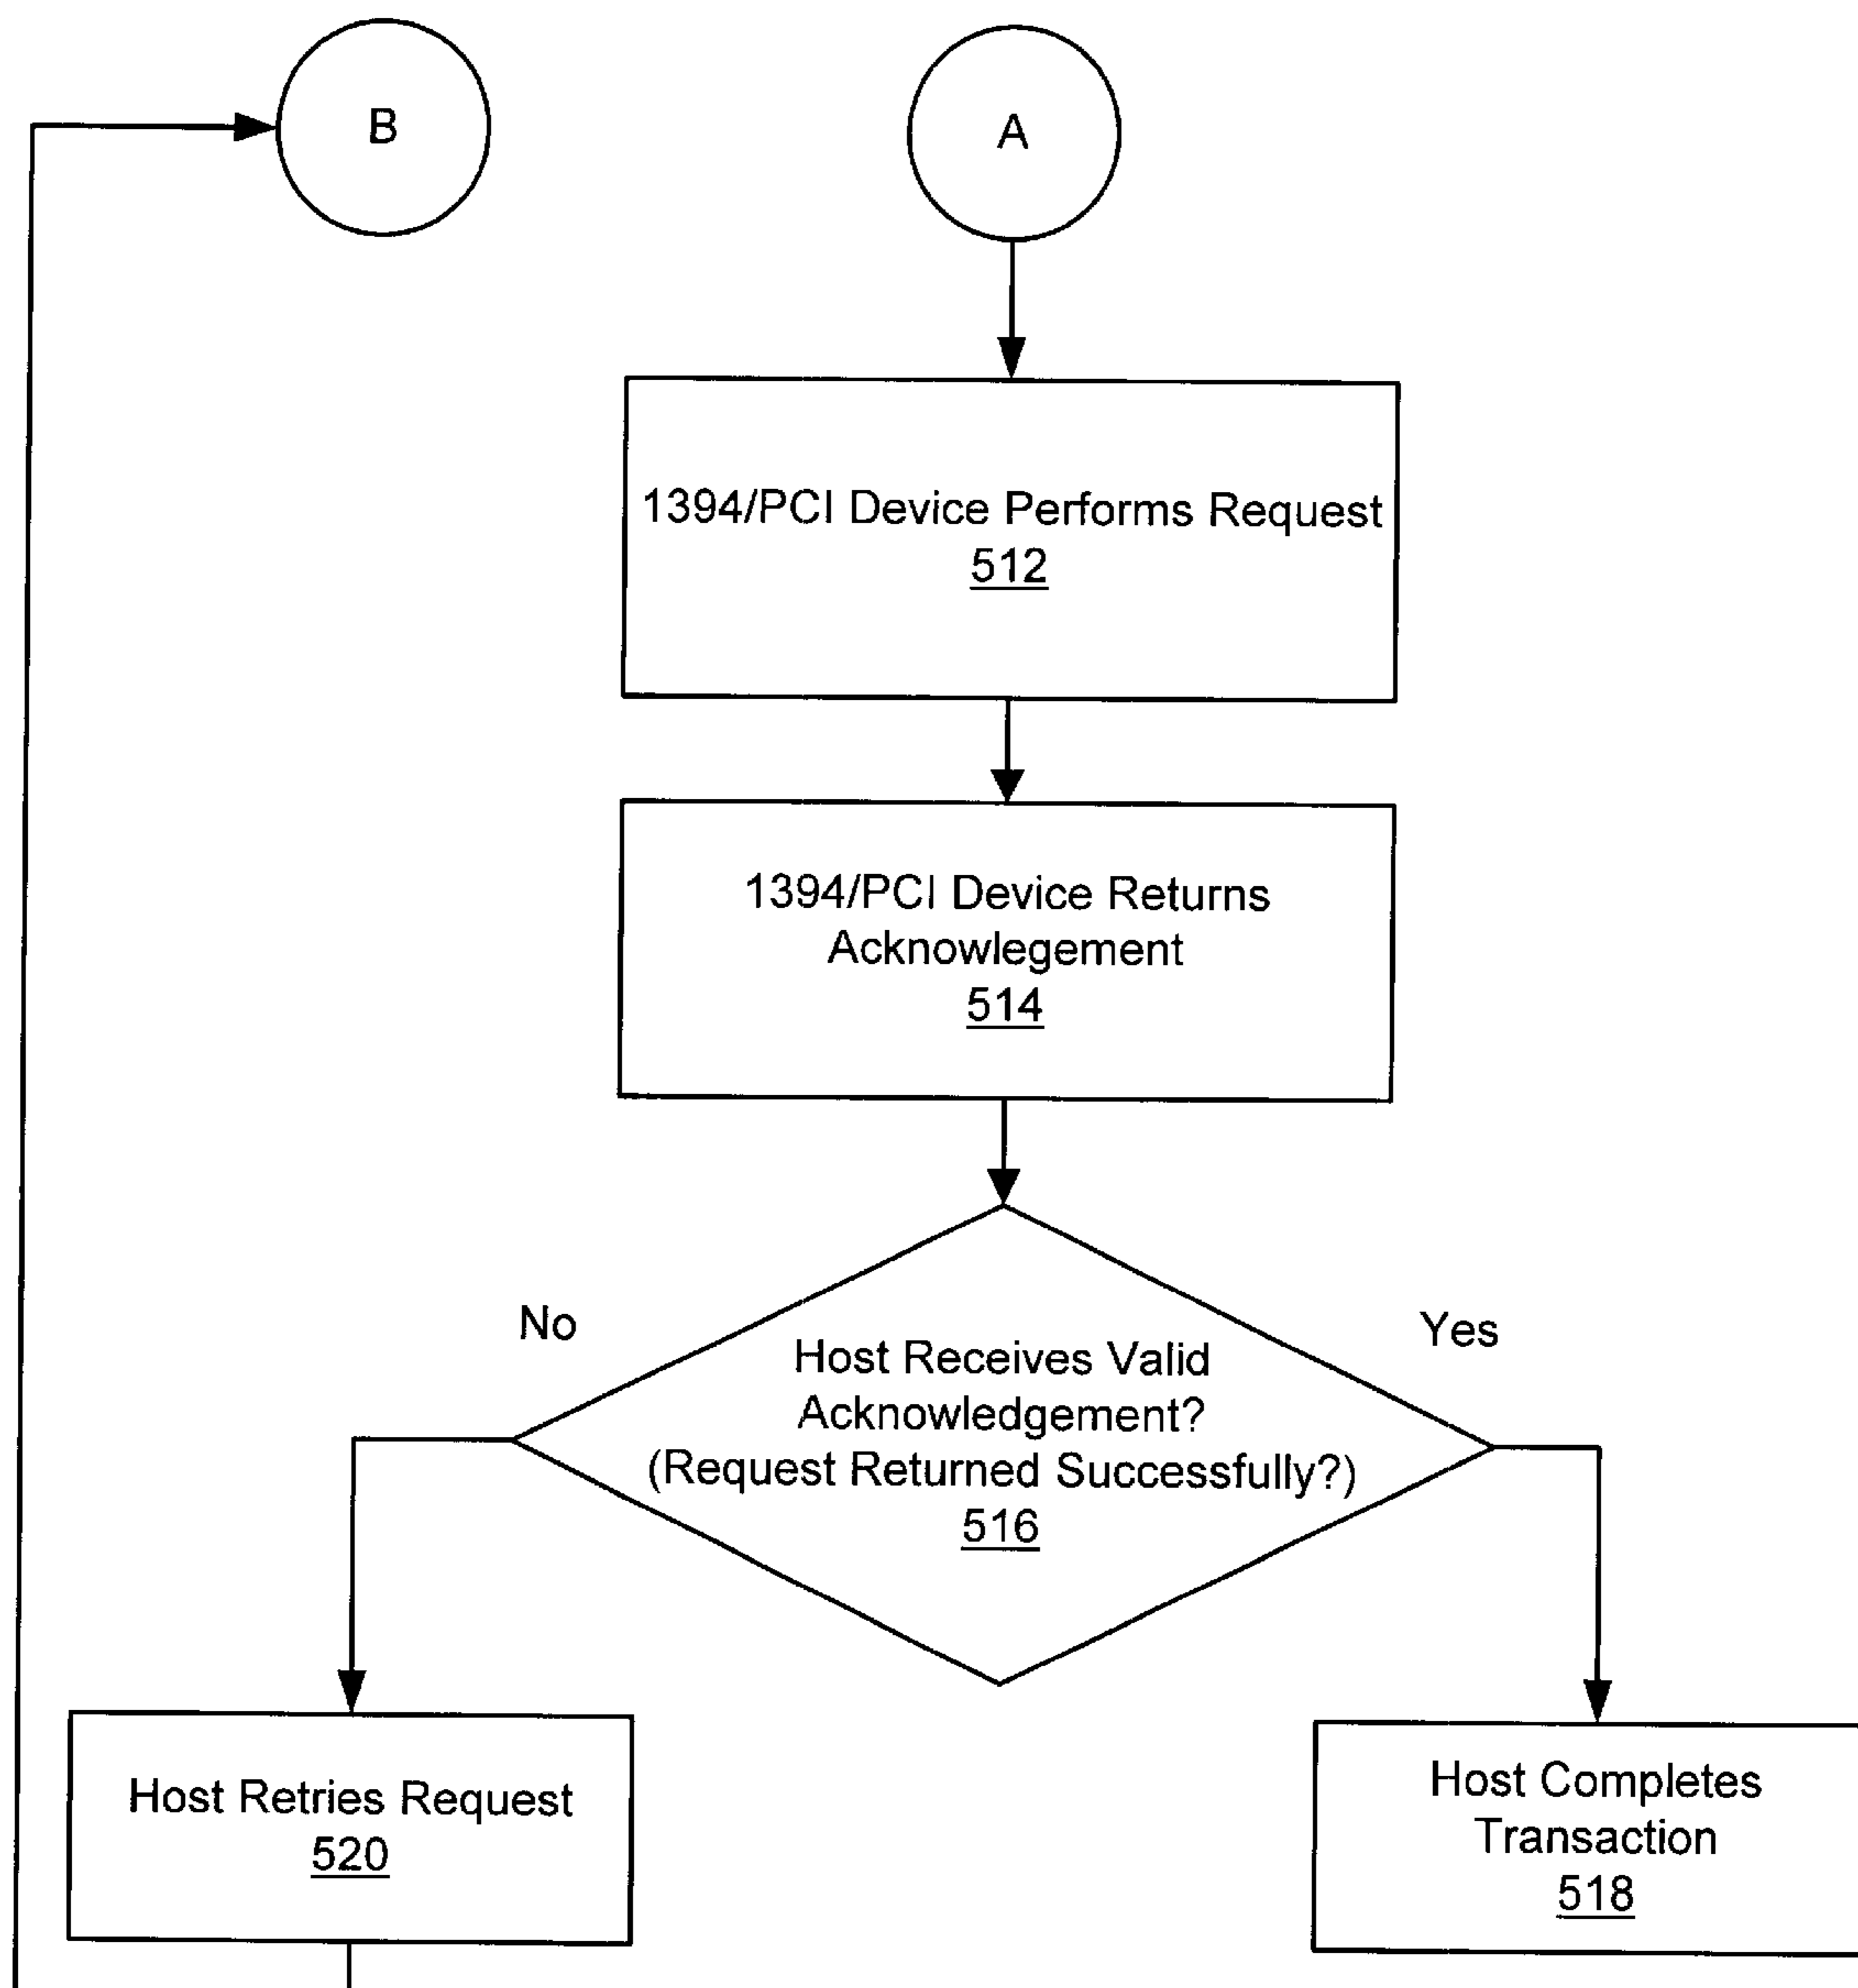 B
A
1394/PCI Device Performs Request
512
1394/PCI Device Returns
Acknowlegement
514
No
Yes
Host Receives Valid
Acknowledgement?
(Request Returned Successfully?)
516
Host Retries Request
520
Host Completes
Transaction
518